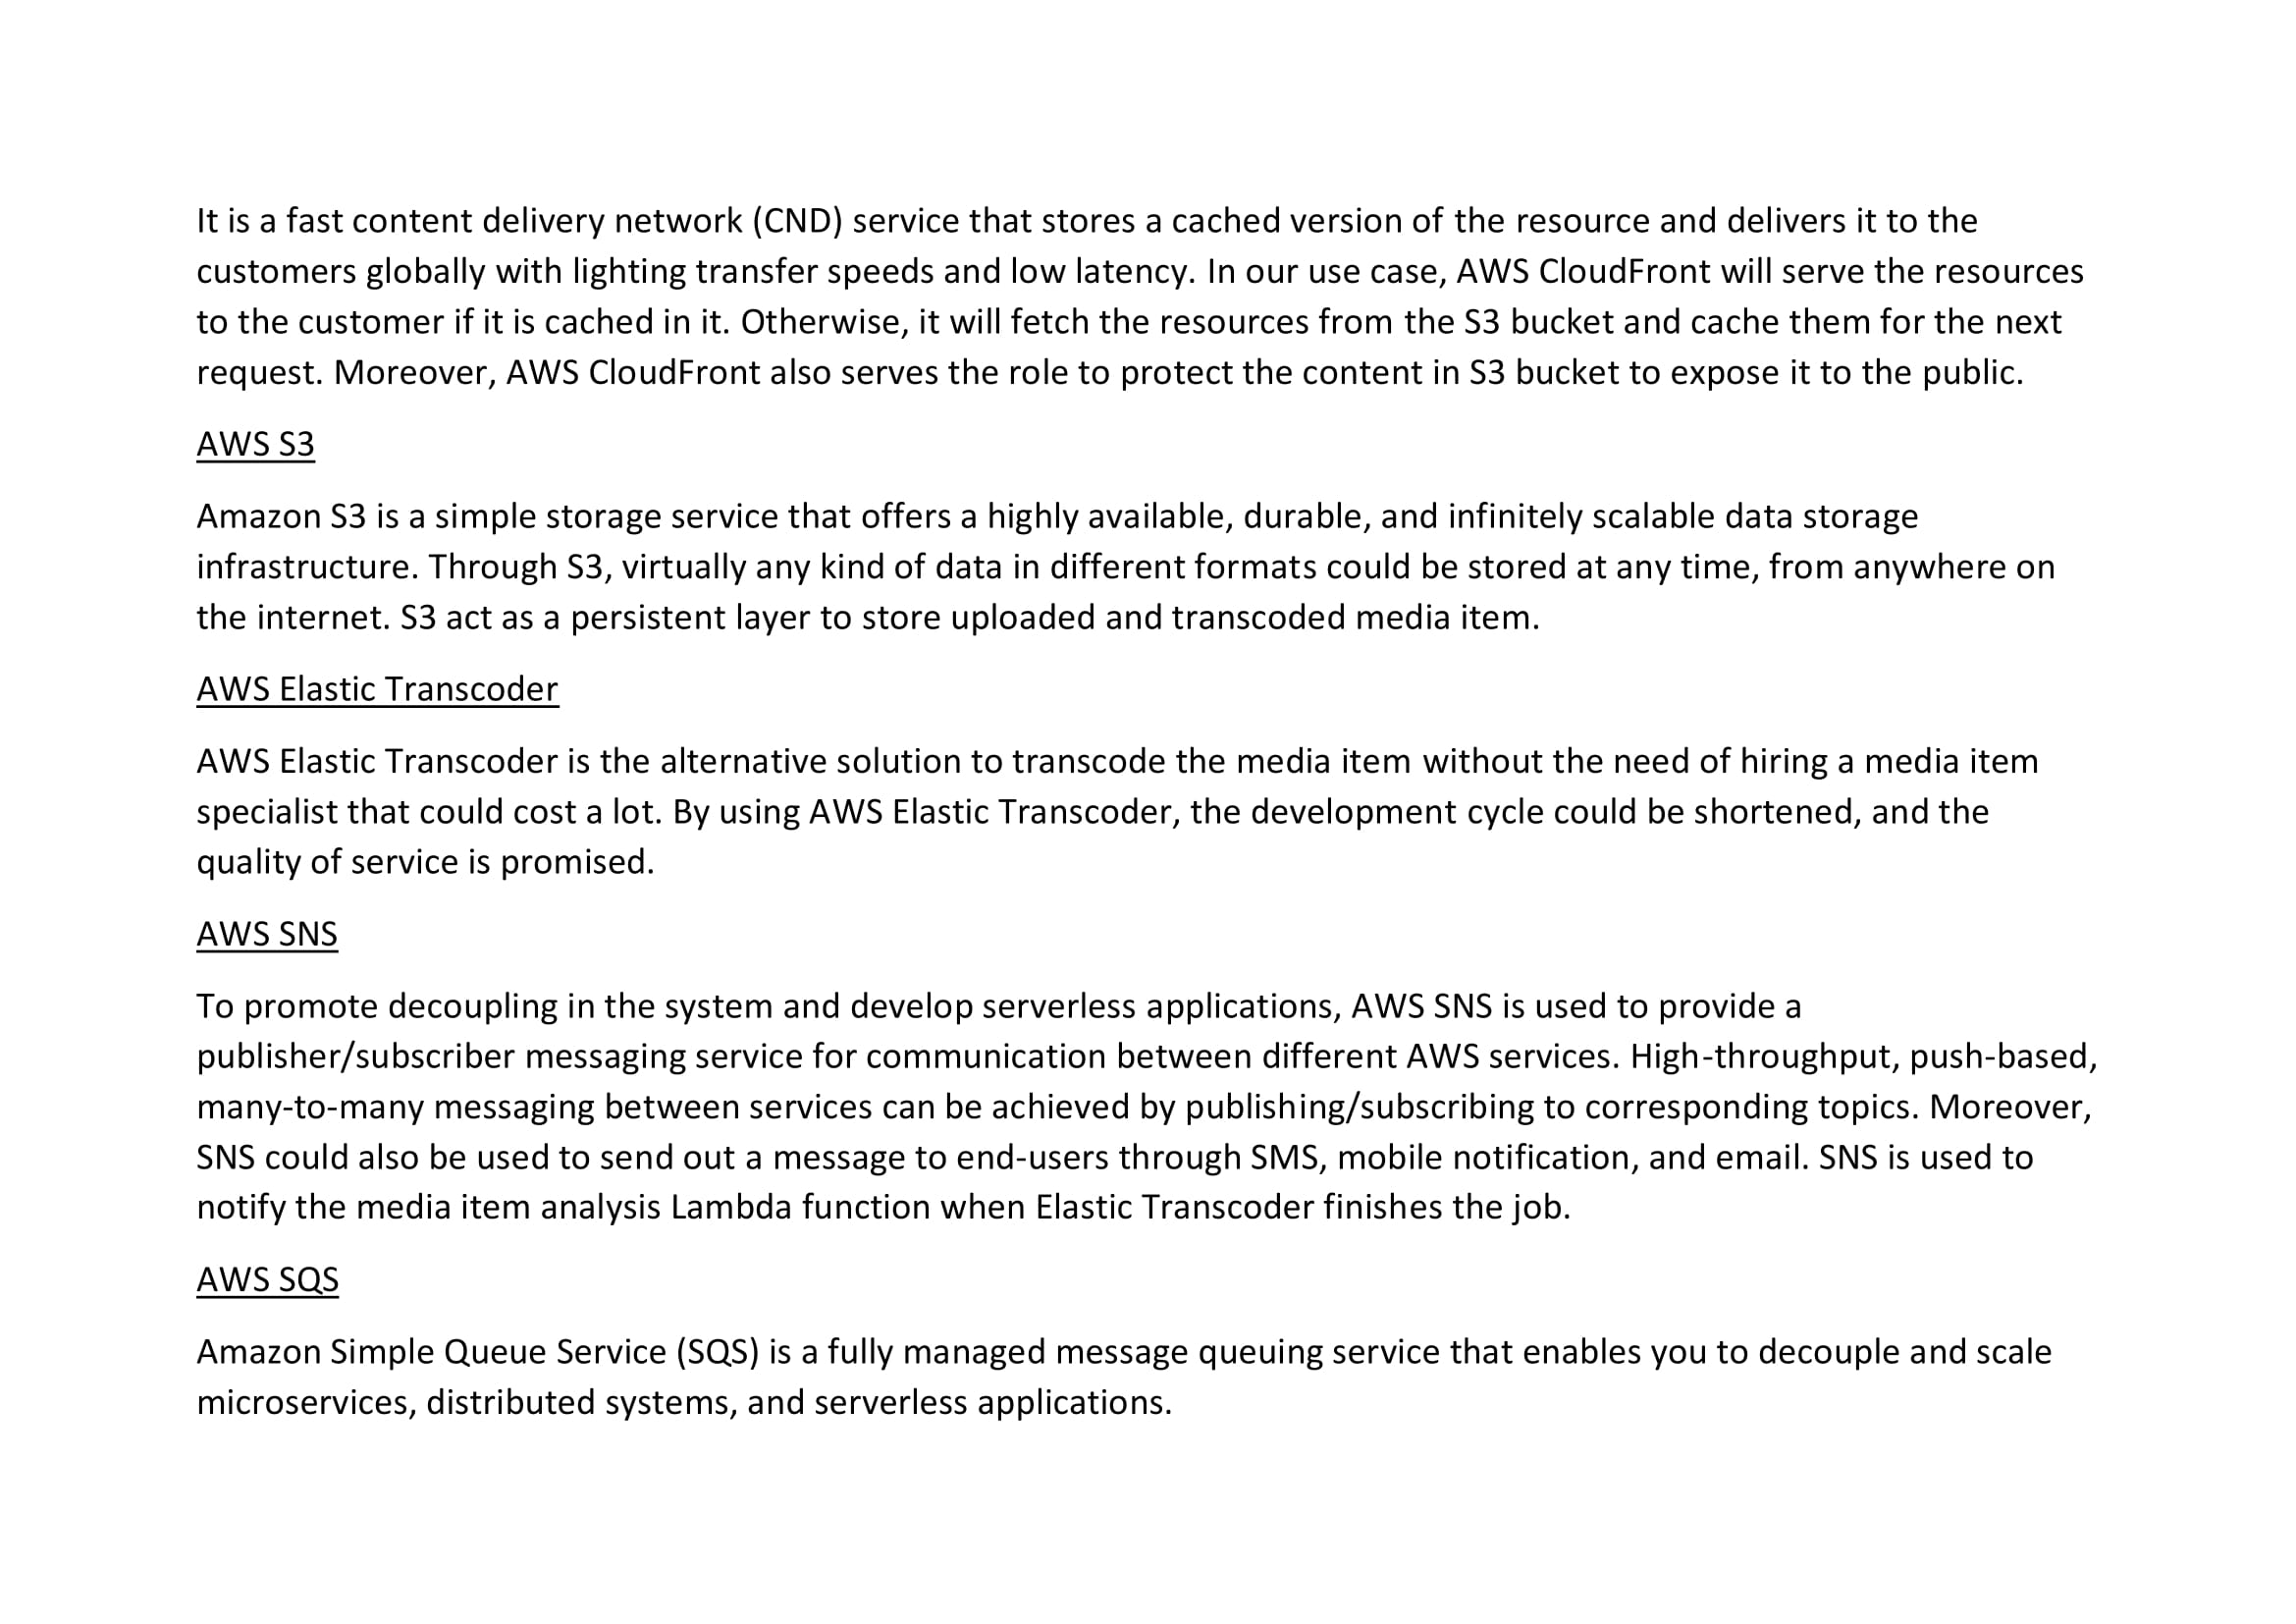 It is a fast content delivery network (CND) service that stores a cached version of the resource and delivers it to the
customers globally with lighting transfer speeds and low latency. In our use case, AWS CloudFront will serve the resources
to the customer if it is cached in it. Otherwise, it will fetch the resources from the S3 bucket and cache them for the next
request. Moreover, AWS CloudFront also serves the role to protect the content in S3 bucket to expose it to the public.
AWS S3
Amazon S3 is a simple storage service that offers a highly available, durable, and infinitely scalable data storage
infrastructure. Through S3, virtually any kind of data in different formats could be stored at any time, from anywhere on
the internet. S3 act as a persistent layer to store uploaded and transcoded media item.
AWS Elastic Transcoder
AWS Elastic Transcoder is the alternative solution to transcode the media item without the need of hiring a media item
specialist that could cost a lot. By using AWS Elastic Transcoder, the development cycle could be shortened, and the
quality of service is promised.
AWS SNS
To promote decoupling in the system and develop serverless applications, AWS SNS is used to provide a
publisher/subscriber messaging service for communication between different AWS services. High-throughput, push-based,
many-to-many messaging between services can be achieved by publishing/subscribing to corresponding topics. Moreover,
SNS could also be used to send out a message to end-users through SMS, mobile notification, and email. SNS is used to
notify the media item analysis Lambda function when Elastic Transcoder finishes the job.
AWS SQS
Amazon Simple Queue Service (SQS) is a fully managed message queuing service that enables you to decouple and scale
microservices, distributed systems, and serverless applications.